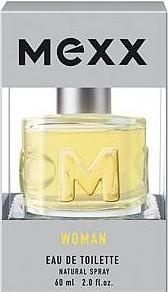 MEXX
M
WOMAN
EAU DE TOILETTE
NATURAL SPRAY
60 ml 2.0 fl.oz.